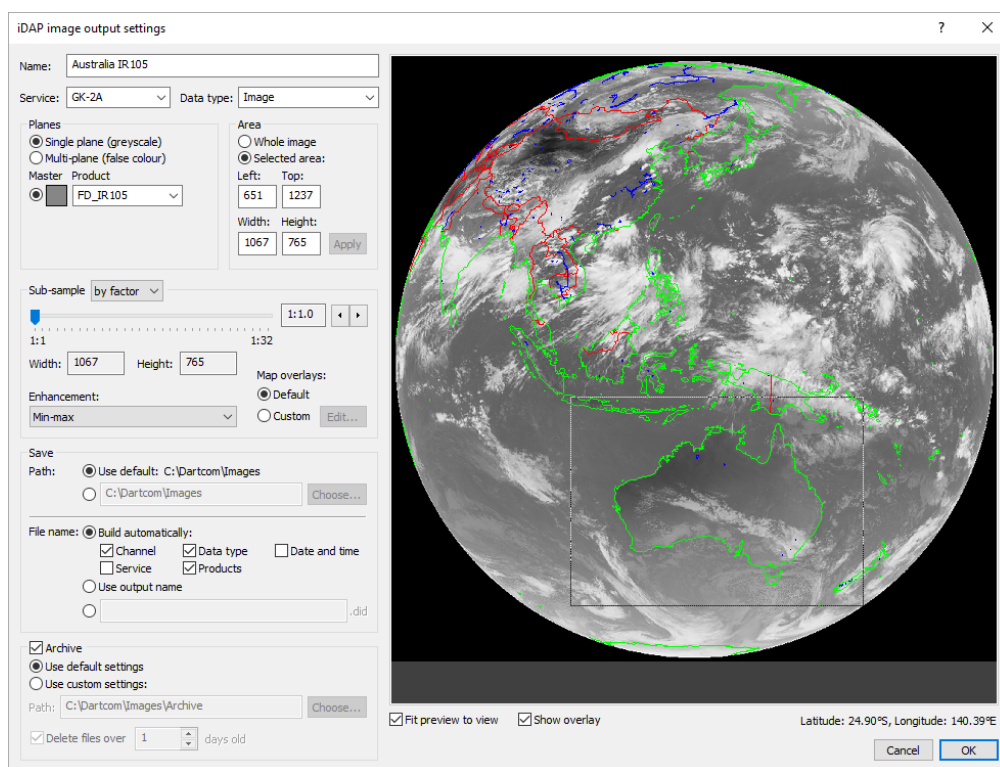 iDAP image output settings
Name: Australia IR105
Service: GK-2A Data type: Image
Planes
Single plane (greyscale)
Multi-plane (false colour)
Master Product
FD_IR105
Area
Whole image
Selected area:
Left: Top:
651 1237
Width: Height:
1067 765 Apply
Sub-sample by factor
1:1.0
1:1 1:32
Width: 1067 Height: 765
Map overlays:
Default
Custom Edit...
Enhancement:
Min-max
Save
Path: Use default: C:\Dartcom\Images
C:\Dartcom\Images Choose...
File name: Build automatically:
Channel Data type Date and time
Service Products
Use output name
.did
Archive
Use default settings
Use custom settings:
Path: C:\Dartcom\Images\Archive Choose...
Delete files over 1 days old
Fit preview to view Show overlay Latitude: 24.90°S, Longitude: 140.39°E
Cancel OK